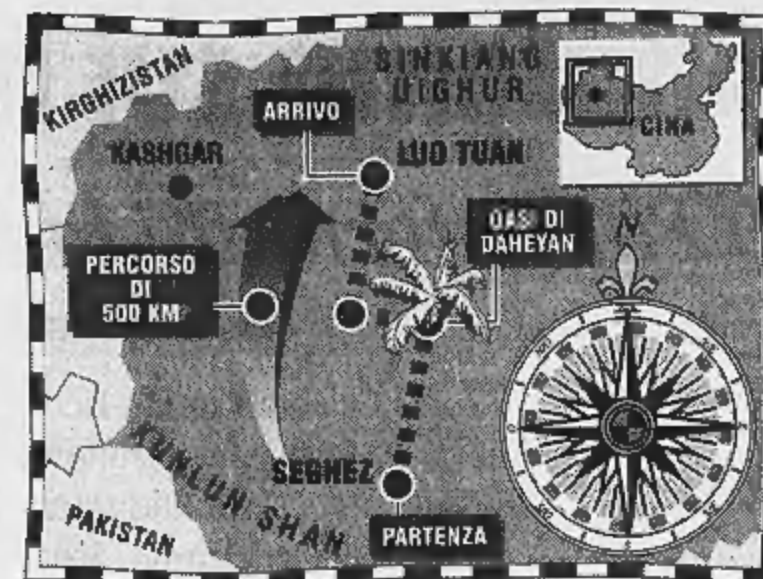 KIRGHIZISTAN
SINKIANG
UIGHUR
CINA
ARRIVO
KASHGAR
LUO TUAN
OASI DI
DAHEYAN
N
PERCORSO
DI
500 KM
SEGHEZ
KUNLUN SHAN
PAKISTAN
PARTENZA